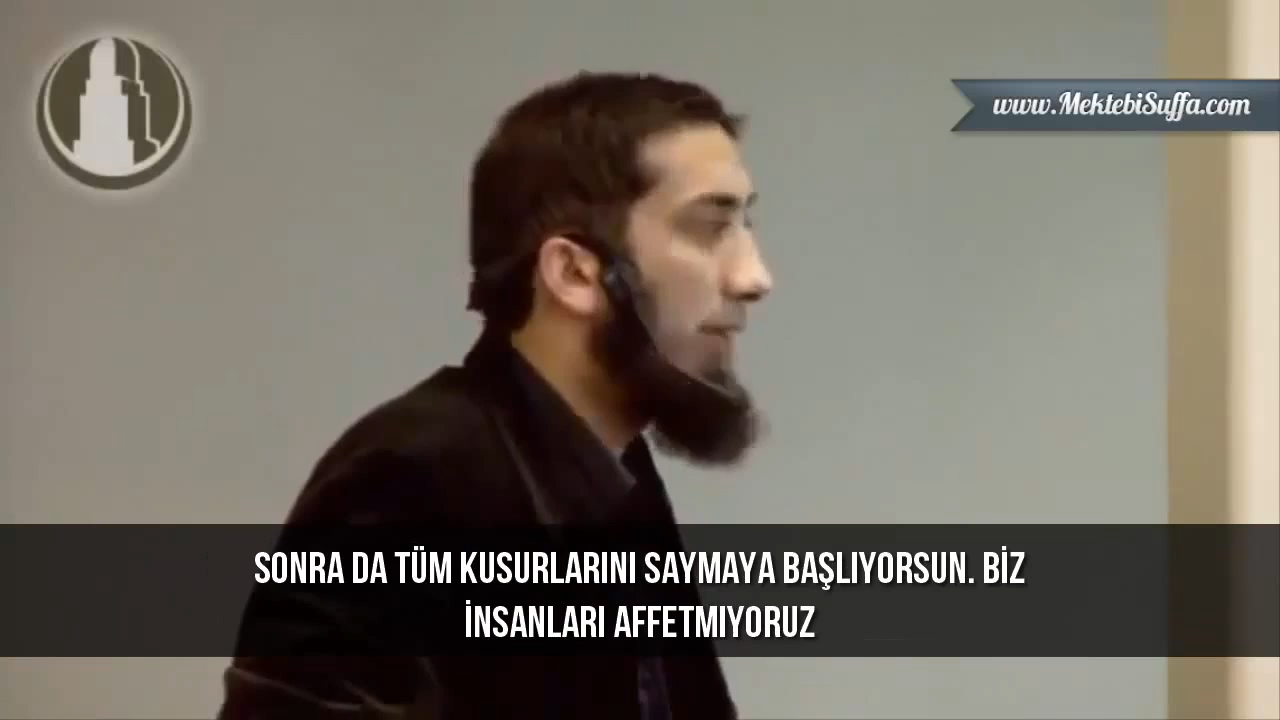 www.MektebiSuffa.com
SONRA DA TÜM KUSURLARINI SAYMAYA BAŞLIYORSUN. BİZ
İNSANLARI AFFETMIYORUZ